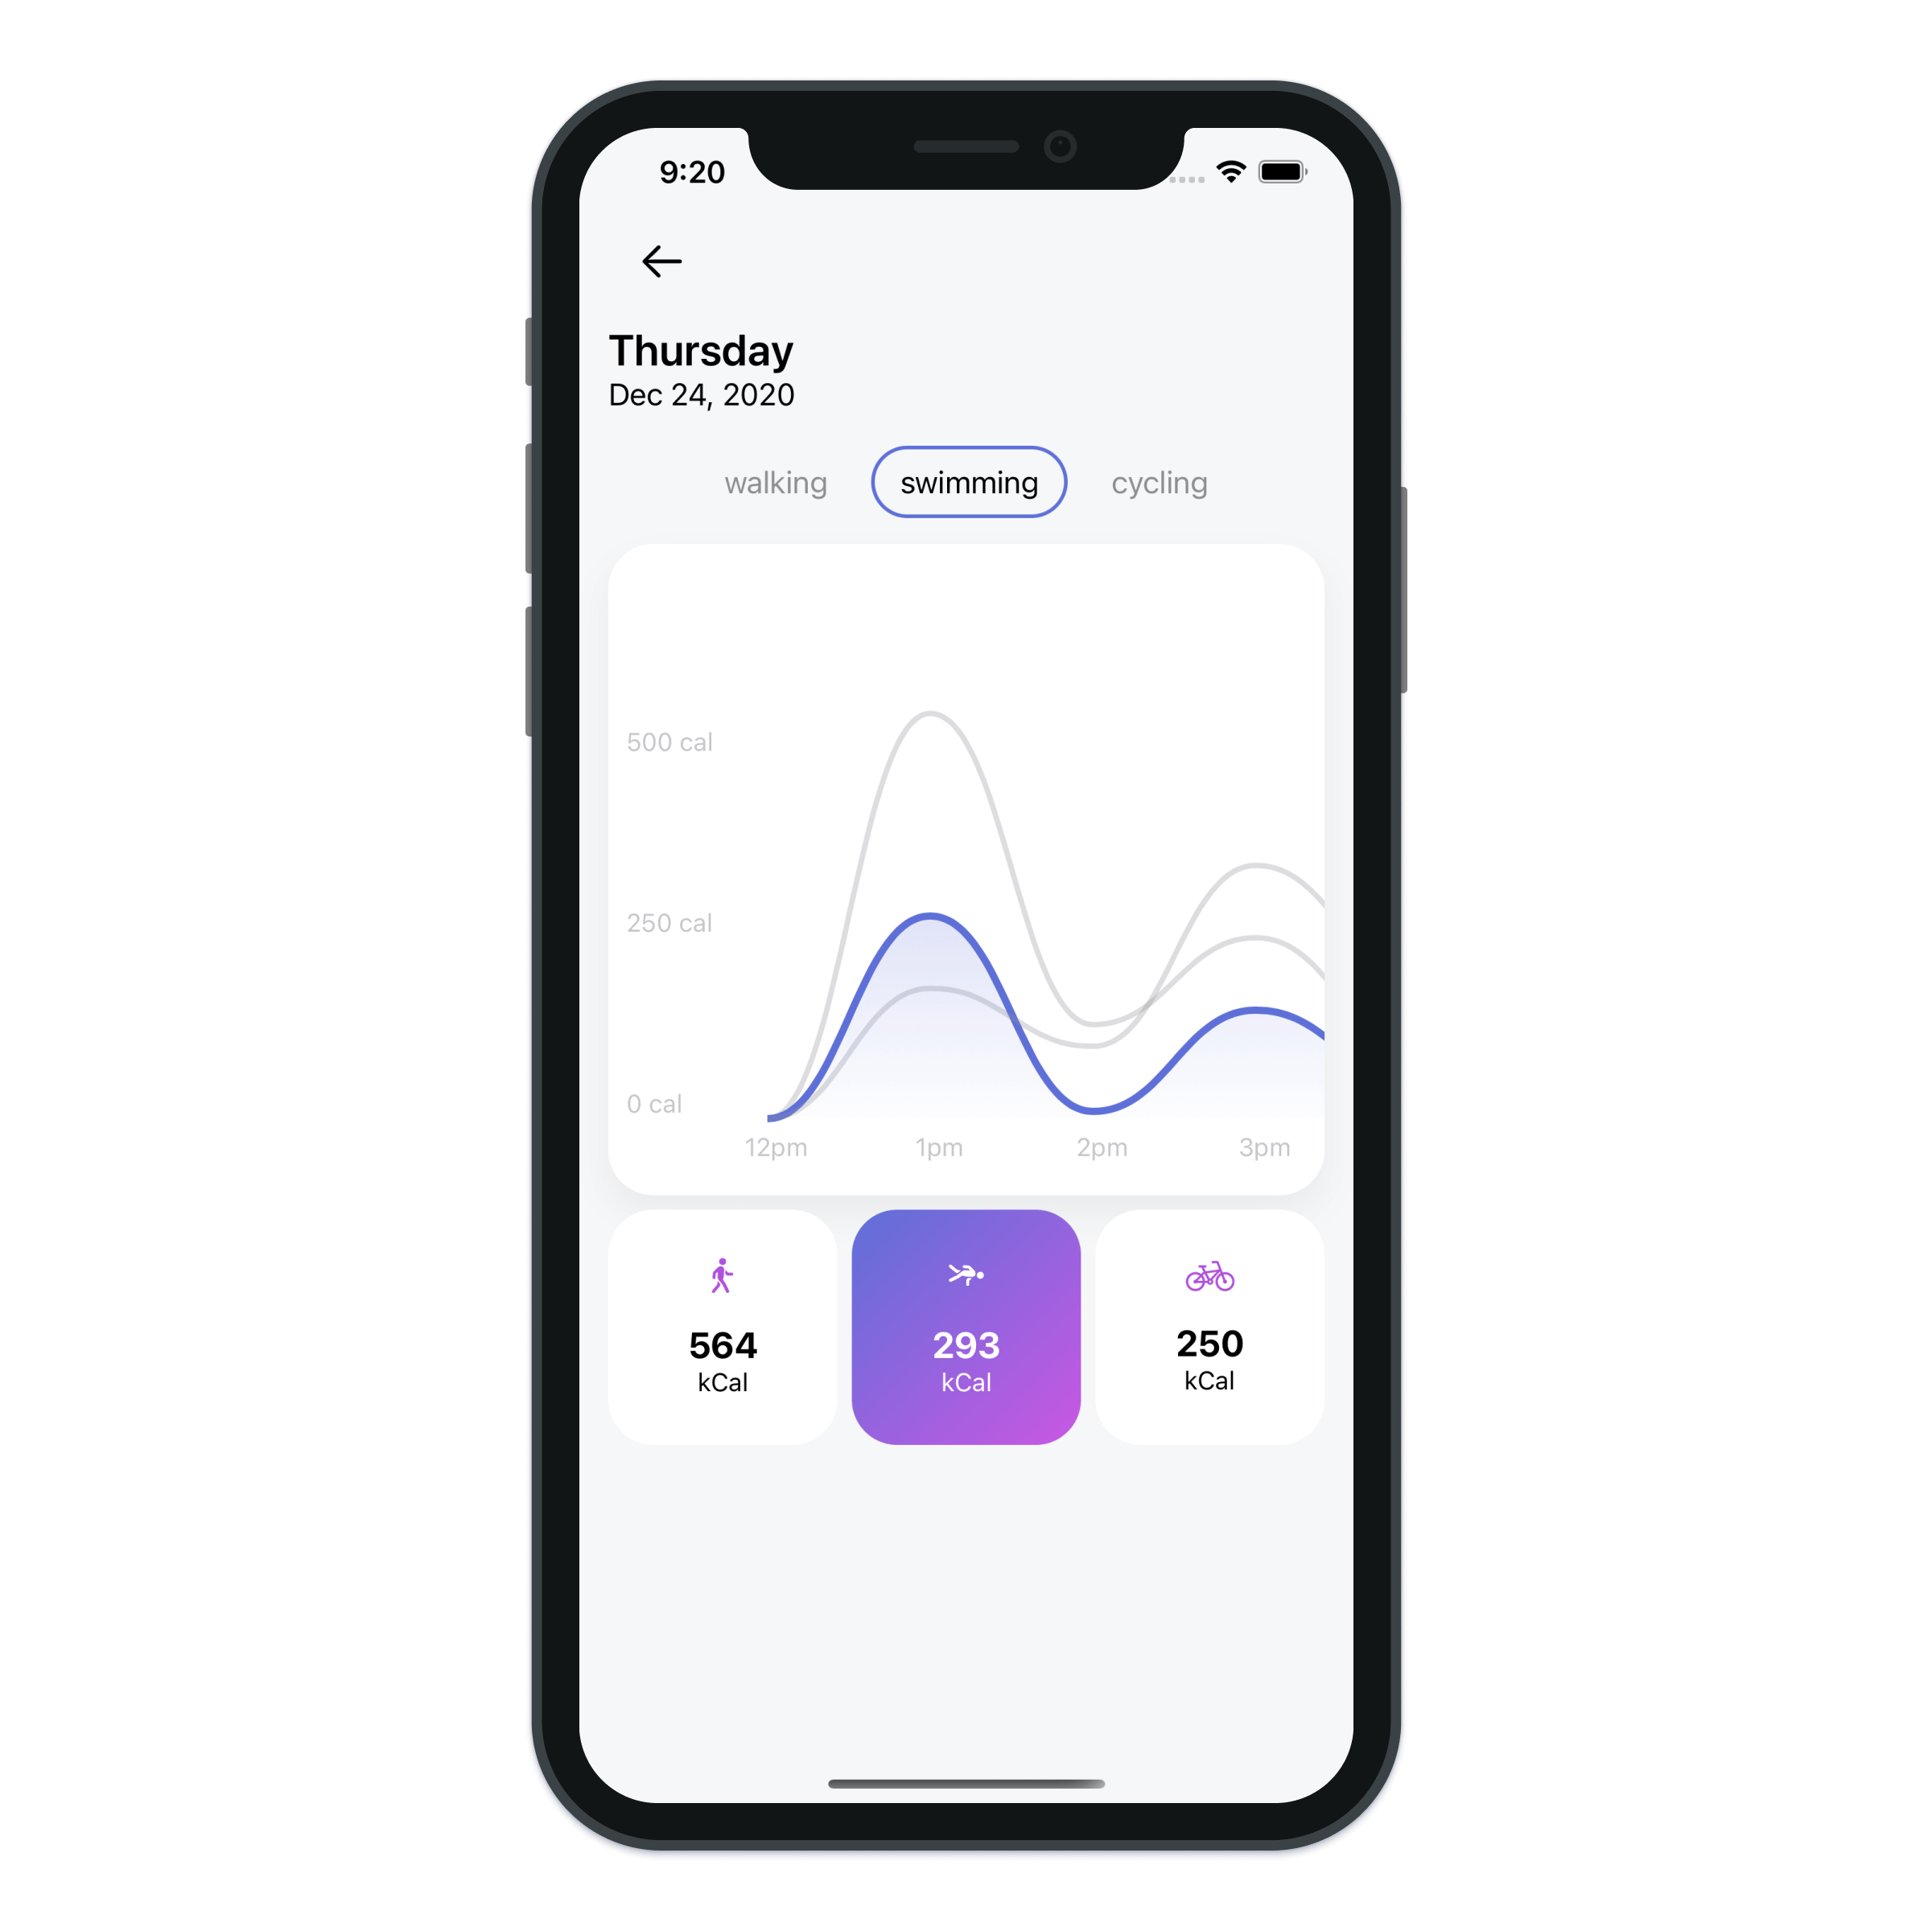 9:20
Thursday
Dec 24, 2020
walking swimming cycling
500 cal
250 cal
0 cal
12pm 1pm 2pm 3pm
564 293 250
kCal kCal kCal